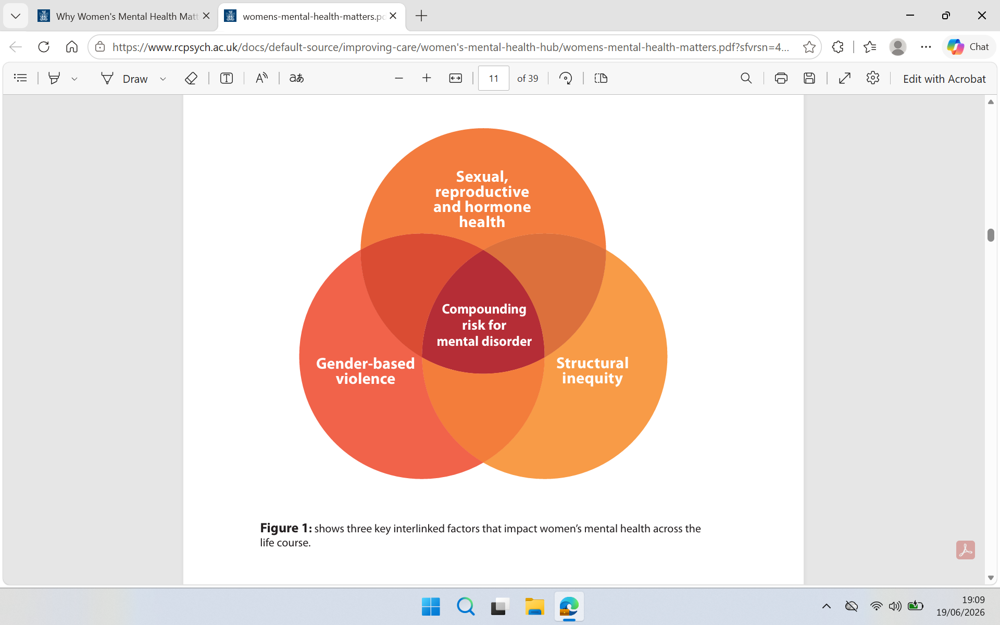 Why Women's Mental Health Matt
womens-mental-health-matters.pd
https://www.rcpsych.ac.uk/docs/default-source/improving-care/women's-mental-health-hub/womens-mental-health-matters.pdf?sfvrsn=4...
Chat
Draw
T
A
aあ
11
of 39
Edit with Acrobat
Sexual,
reproductive
and hormone
health
Compounding
risk for
mental disorder
Gender-based
violence
Structural
inequity
Figure 1: shows three key interlinked factors that impact women's mental health across the
life course.
19:09
19/06/2026